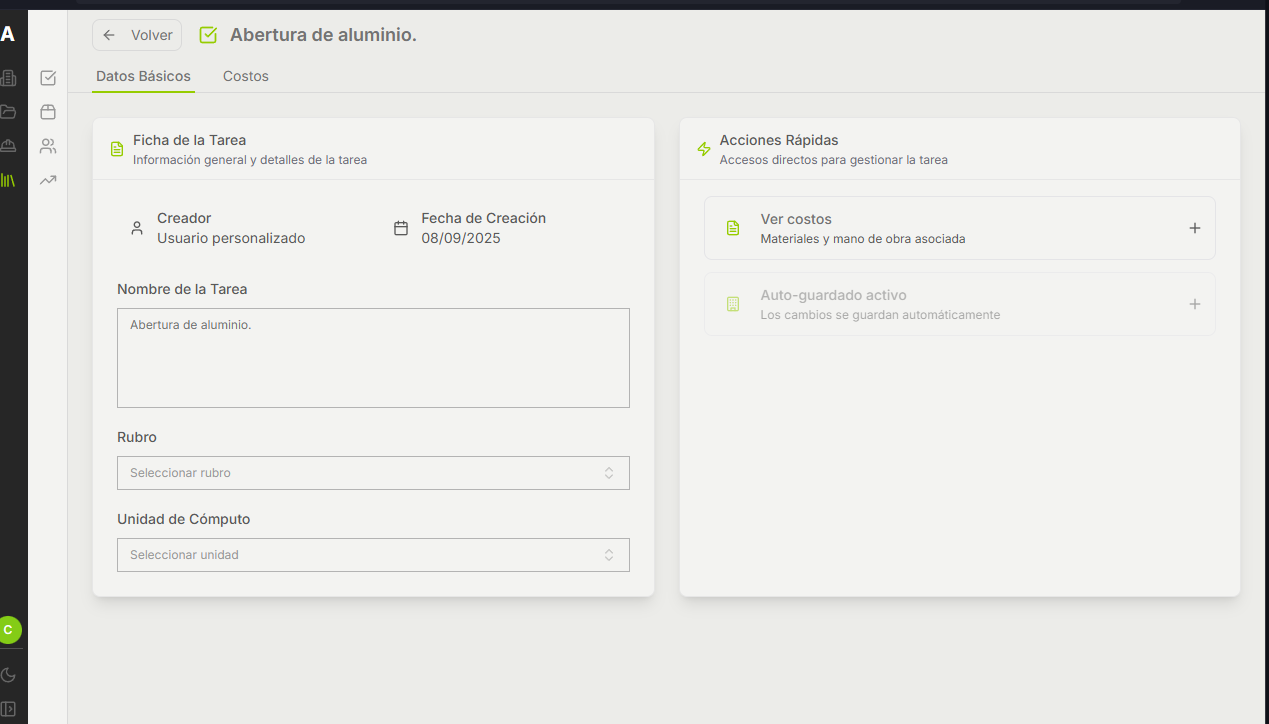 A
Volver
Abertura de aluminio.
Datos Básicos
Costos
Ficha de la Tarea
Información general y detalles de la tarea
Creador
Usuario personalizado
Fecha de Creación
08/09/2025
Nombre de la Tarea
Abertura de aluminio.
Rubro
Seleccionar rubro
Unidad de Cómputo
Seleccionar unidad
Acciones Rápidas
Accesos directos para gestionar la tarea
Ver costos
Materiales y mano de obra asociada
Auto-guardado activo
Los cambios se guardan automáticamente
C